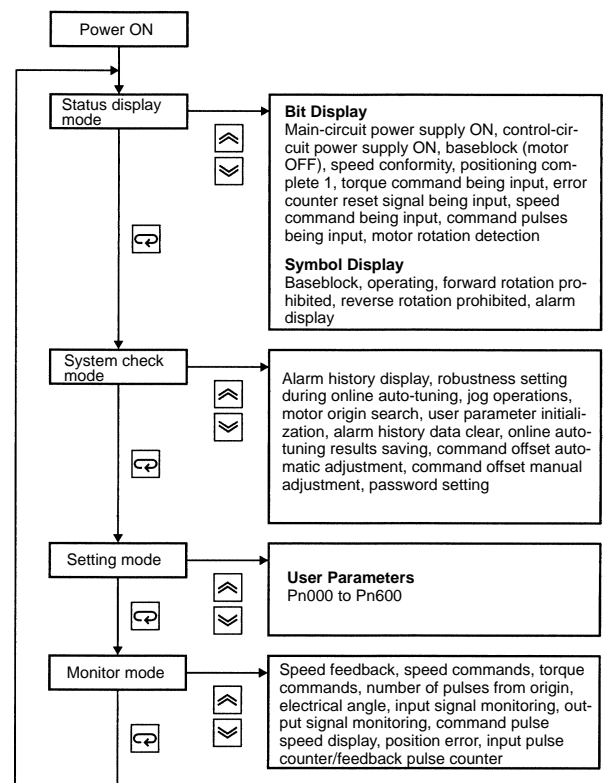 Power ON
Status display
mode
Bit Display
Main-circuit power supply ON, control-cir-
cuit power supply ON, baseblock (motor
OFF), speed conformity, positioning com-
plete 1, torque command being input, error
counter reset signal being input, speed
command being input, command pulses
being input, motor rotation detection
Symbol Display
Baseblock, operating, forward rotation pro-
hibited, reverse rotation prohibited, alarm
display
System check
mode
Alarm history display, robustness setting
during online auto-tuning, jog operations,
motor origin search, user parameter initiali-
zation, alarm history data clear, online auto-
tuning results saving, command offset auto-
matic adjustment, command offset manual
adjustment, password setting
Setting mode
User Parameters
Pn000 to Pn600
Monitor mode
Speed feedback, speed commands, torque
commands, number of pulses from origin,
electrical angle, input signal monitoring, out-
put signal monitoring, command pulse
speed display, position error, input pulse
counter/feedback pulse counter